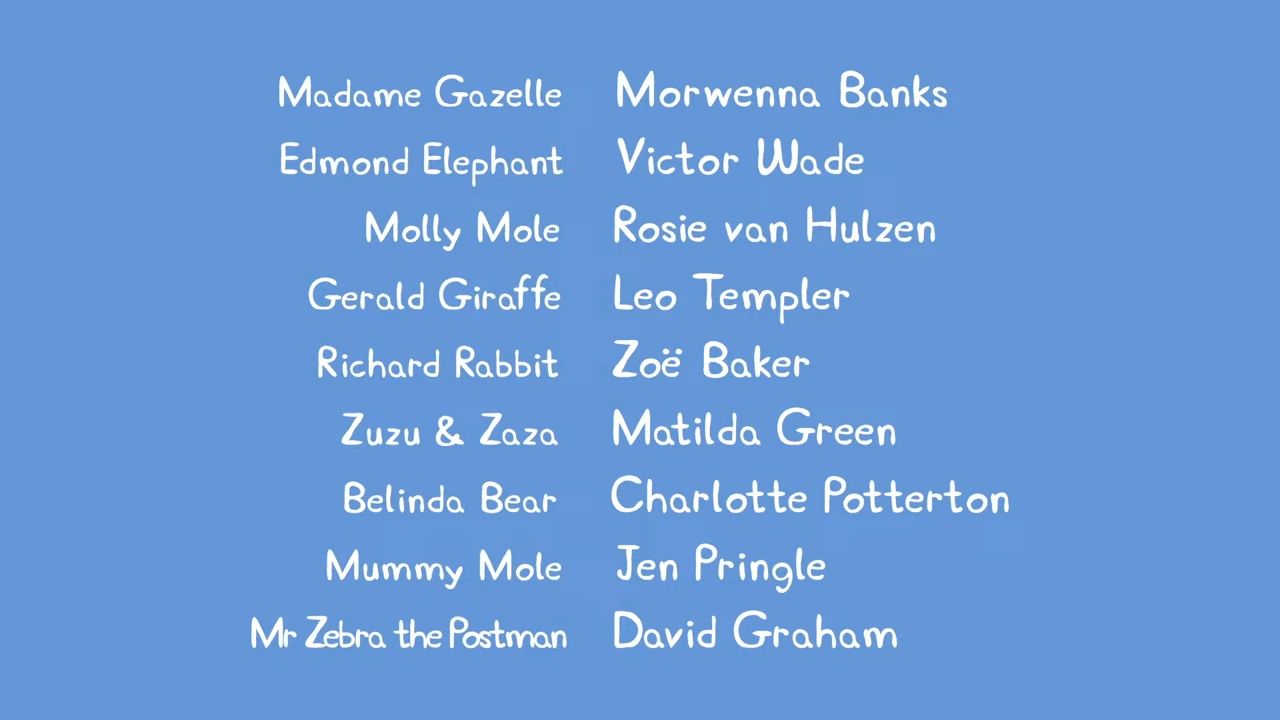 Madame Gazelle Morwenna Banks
Edmond Elephant Victor Wade
Molly Mole Rosie van Hulzen
Gerald Giraffe Leo Templer
Richard Rabbit Zoë Baker
Zuzu & Zaza Matilda Green
Belinda Bear Charlotte Potterton
Mummy Mole Jen Pringle
Mr Zebra the Postman David Graham